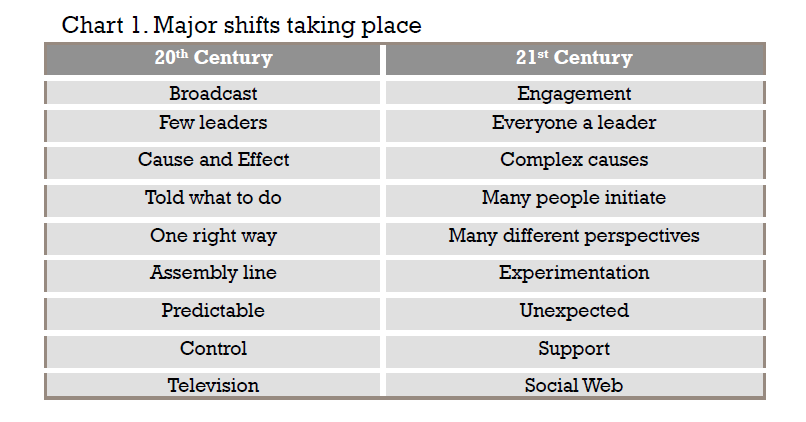 Chart 1. Major shifts taking place
20th Century 21st Century
Broadcast Engagement
Few leaders Everyone a leader
Cause and Effect Complex causes
Told what to do Many people initiate
One right way Many different perspectives
Assembly line Experimentation
Predictable Unexpected
Control Support
Television Social Web